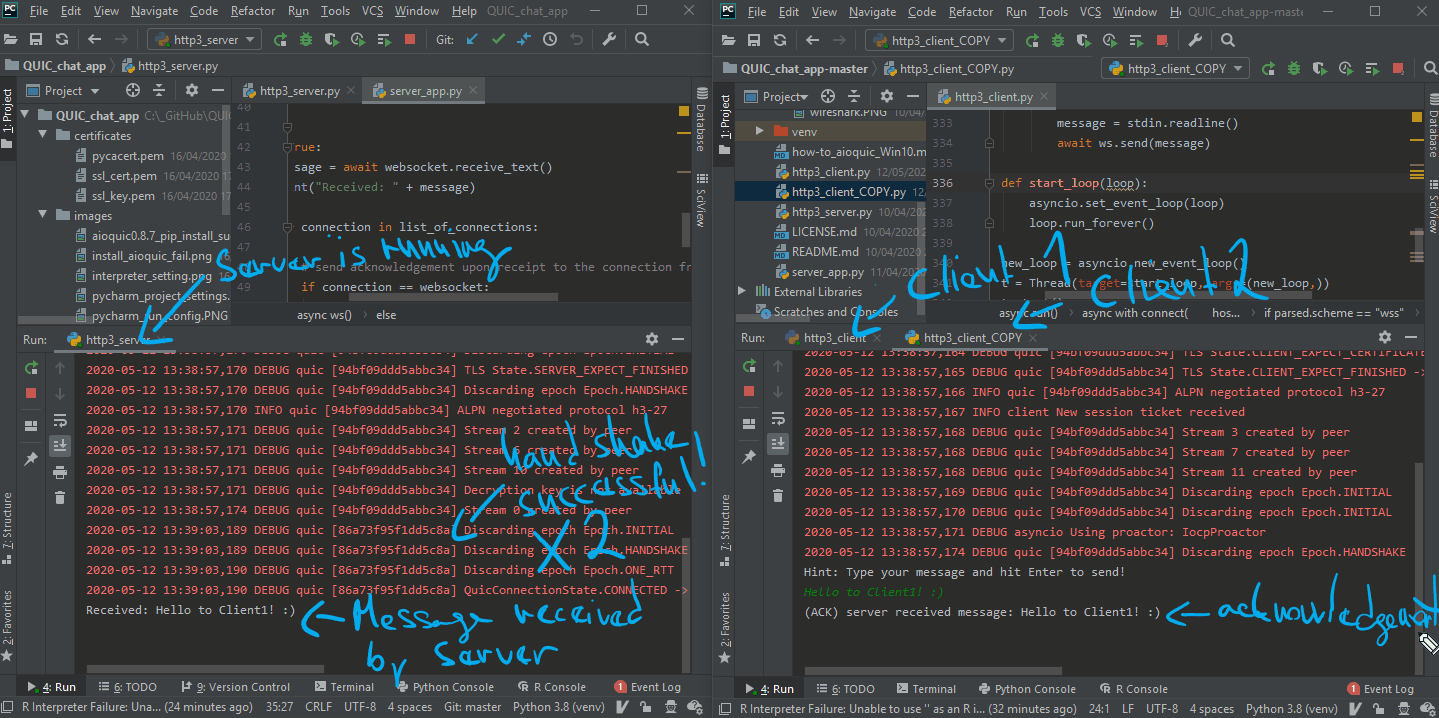 File Edit View Navigate Code Refactor Run Tools VCS Window Help QUIC_chat_app
http3_server Git:
QUIC_chat_app http3_server.py
Project http3_server.py server_app.py
1: Project
QUIC_chat_app C:\_GitHub\QUIC
certificates
pycacert.pem 16/04/2020
ssl_cert.pem 16/04/2020
ssl_key.pem 16/04/2020
images
aioquic0.8.7_pip_install_su
install_aioquic_fail.png
interpreter_setting.png
pycharm_project_settings.
pycharm_run_config.PNG
40
41
42 rue:
43 sage = await websocket.receive_text()
44 nt("Received: " + message)
45
46 connection in list_of_connections:
47
48 # send acknowledgement upon receipt to the connection fr
49 if connection == websocket:
async ws() else
Database
SciView
server is running
Run: http3_server
2020-05-12 13:38:57,170 DEBUG quic [94bf09ddd5abbc34] TLS State.SERVER_EXPECT_FINISHED
2020-05-12 13:38:57,170 DEBUG quic [94bf09ddd5abbc34] Discarding epoch Epoch.HANDSHAKE
2020-05-12 13:38:57,170 INFO quic [94bf09ddd5abbc34] ALPN negotiated protocol h3-27
2020-05-12 13:38:57,171 DEBUG quic [94bf09ddd5abbc34] Stream 2 created by peer
2020-05-12 13:38:57,171 DEBUG quic [94bf09ddd5abbc34] Stream 6 created by peer
2020-05-12 13:38:57,171 DEBUG quic [94bf09ddd5abbc34] Stream 10 created by peer
2020-05-12 13:38:57,171 DEBUG quic [94bf09ddd5abbc34] Decryption key is not available
2020-05-12 13:38:57,174 DEBUG quic [94bf09ddd5abbc34] Stream 0 created by peer
2020-05-12 13:39:03,189 DEBUG quic [86a73f95f1dd5c8a] Discarding epoch Epoch.INITIAL
2020-05-12 13:39:03,189 DEBUG quic [86a73f95f1dd5c8a] Discarding epoch Epoch.HANDSHAKE
2020-05-12 13:39:03,190 DEBUG quic [86a73f95f1dd5c8a] Discarding epoch Epoch.ONE_RTT
2020-05-12 13:39:03,190 DEBUG quic [86a73f95f1dd5c8a] QuicConnectionState.CONNECTED ->
Received: Hello to Client1! :)
handshake!
successful!
x2
Message received
by server
7: Structure
2: Favorites
4: Run 6: TODO 9: Version Control Terminal Python Console R Console 1 Event Log
R Interpreter Failure: Una... (24 minutes ago) 35:27 CRLF UTF-8 4 spaces Git: master Python 3.8 (venv)
File Edit View Navigate Code Refactor Run Tools VCS Window QUIC_chat_app-master
http3_client_COPY
QUIC_chat_app-master http3_client_COPY.py http3_client_COPY
Project http3_client.py
1: Project
wireshark.PNG 10/04
venv
how-to_aioquic_Win10.m
http3_client.py 12/05/202
http3_client_COPY.py 12
http3_server.py 10/04/202
LICENSE.md 10/04/2020
README.md 10/04/2020
server_app.py 11/04/2020
External Libraries
Scratches and Consoles
333 message = stdin.readline()
334 await ws.send(message)
335
336 def start_loop(loop):
337 asyncio.set_event_loop(loop)
338 loop.run_forever()
339
340 new_loop = asyncio.new_event_loop()
341 t = Thread(target=start_loop, args=(new_loop,))
async run() async with connect( hos... if parsed.scheme == "wss"
Database
SciView
client 1
client 2
Run: http3_client http3_client_COPY
2020-05-12 13:38:57,164 DEBUG quic [94bf09ddd5abbc34] TLS State.CLIENT_EXPECT_CERTIFICATE
2020-05-12 13:38:57,165 DEBUG quic [94bf09ddd5abbc34] TLS State.CLIENT_EXPECT_FINISHED ->
2020-05-12 13:38:57,166 INFO quic [94bf09ddd5abbc34] ALPN negotiated protocol h3-27
2020-05-12 13:38:57,167 INFO client New session ticket received
2020-05-12 13:38:57,168 DEBUG quic [94bf09ddd5abbc34] Stream 3 created by peer
2020-05-12 13:38:57,168 DEBUG quic [94bf09ddd5abbc34] Stream 7 created by peer
2020-05-12 13:38:57,168 DEBUG quic [94bf09ddd5abbc34] Stream 11 created by peer
2020-05-12 13:38:57,169 DEBUG quic [94bf09ddd5abbc34] Discarding epoch Epoch.INITIAL
2020-05-12 13:38:57,170 DEBUG quic [94bf09ddd5abbc34] Discarding epoch Epoch.INITIAL
2020-05-12 13:38:57,171 DEBUG asyncio Using proactor: IocpProactor
2020-05-12 13:38:57,174 DEBUG quic [94bf09ddd5abbc34] Discarding epoch Epoch.HANDSHAKE
Hint: Type your message and hit Enter to send!
Hello to Client1! :)
(ACK) server received message: Hello to Client1! :)
acknowledgement
7: Structure
2: Favorites
4: Run 6: TODO Terminal Python Console R Console 1 Event Log
R Interpreter Failure: Unable to use '' as an R i... (32 minutes ago) 24:1 LF UTF-8 4 spaces Python 3.8 (venv)